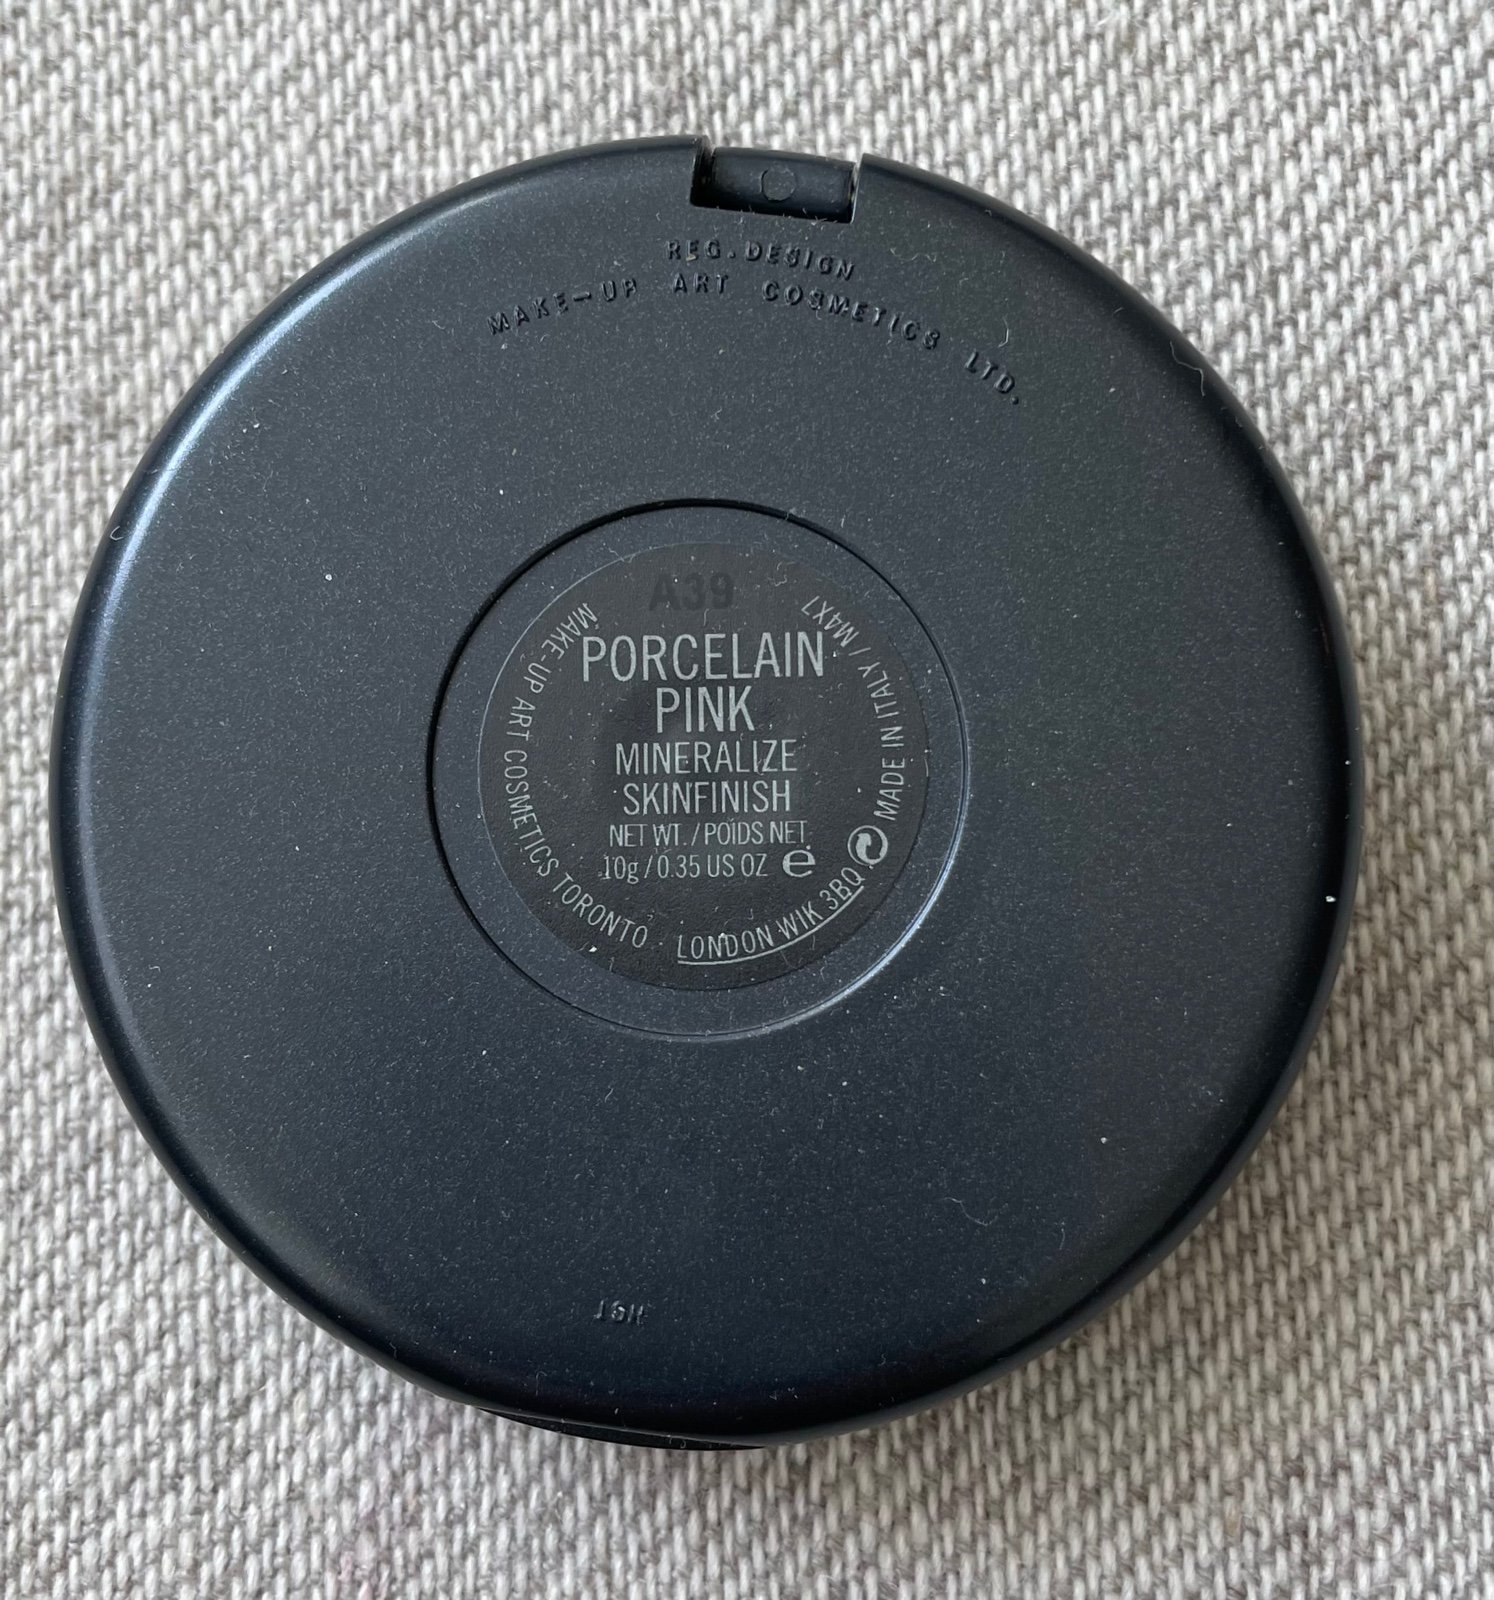 REG.DESIGN
MAKE-UP ART COSMETICS LTD.
A39
PORCELAIN
PINK
MINERALIZE
SKINFINISH
NET WT./POIDS NET
10g/0.35 US OZ e
MAKE-UP ART COSMETICS TORONTO · LONDON WIK 3BQ
MADE IN ITALY / M4X7